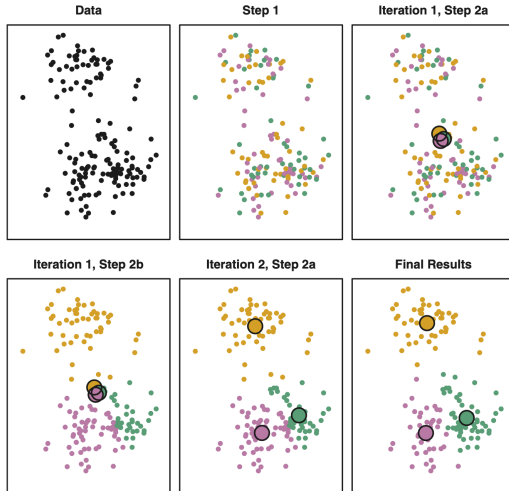 Data
Step 1
Iteration 1, Step 2a
Iteration 1, Step 2b
Iteration 2, Step 2a
Final Results